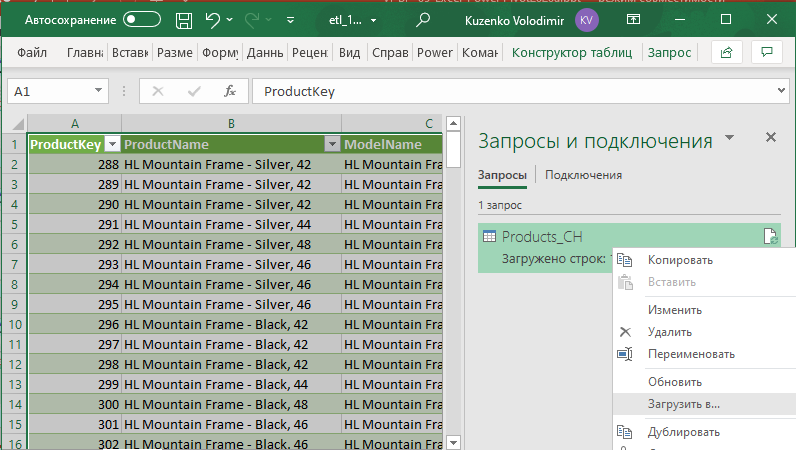 Автосохранение etl_1... Kuzenko Volodimir KV
Файл Главна Вставк Разме Форму Данны Рецен Вид Справ Power Коман Конструктор таблиц Запрос
A1 fx ProductKey
A B C
1 ProductKey ProductName ModelName
2 288 HL Mountain Frame - Silver, 42 HL Mountain Fra
3 289 HL Mountain Frame - Silver, 42 HL Mountain Fra
4 290 HL Mountain Frame - Silver, 42 HL Mountain Fra
5 291 HL Mountain Frame - Silver, 44 HL Mountain Fra
6 292 HL Mountain Frame - Silver, 48 HL Mountain Fra
7 293 HL Mountain Frame - Silver, 46 HL Mountain Fra
8 294 HL Mountain Frame - Silver, 46 HL Mountain Fra
9 295 HL Mountain Frame - Silver, 46 HL Mountain Fra
10 296 HL Mountain Frame - Black, 42 HL Mountain Fra
11 297 HL Mountain Frame - Black, 42 HL Mountain Fra
12 298 HL Mountain Frame - Black, 42 HL Mountain Fra
13 299 HL Mountain Frame - Black, 44 HL Mountain Fra
14 300 HL Mountain Frame - Black, 48 HL Mountain Fra
15 301 HL Mountain Frame - Black, 46 HL Mountain Fra
16 302 HL Mountain Frame - Black, 46 HL Mountain Fra
Запросы и подключения
Запросы Подключения
1 запрос
Products_CH
Загружено строк:
Копировать
Вставить
Изменить
Удалить
Переименовать
Обновить
Загрузить в...
Дублировать